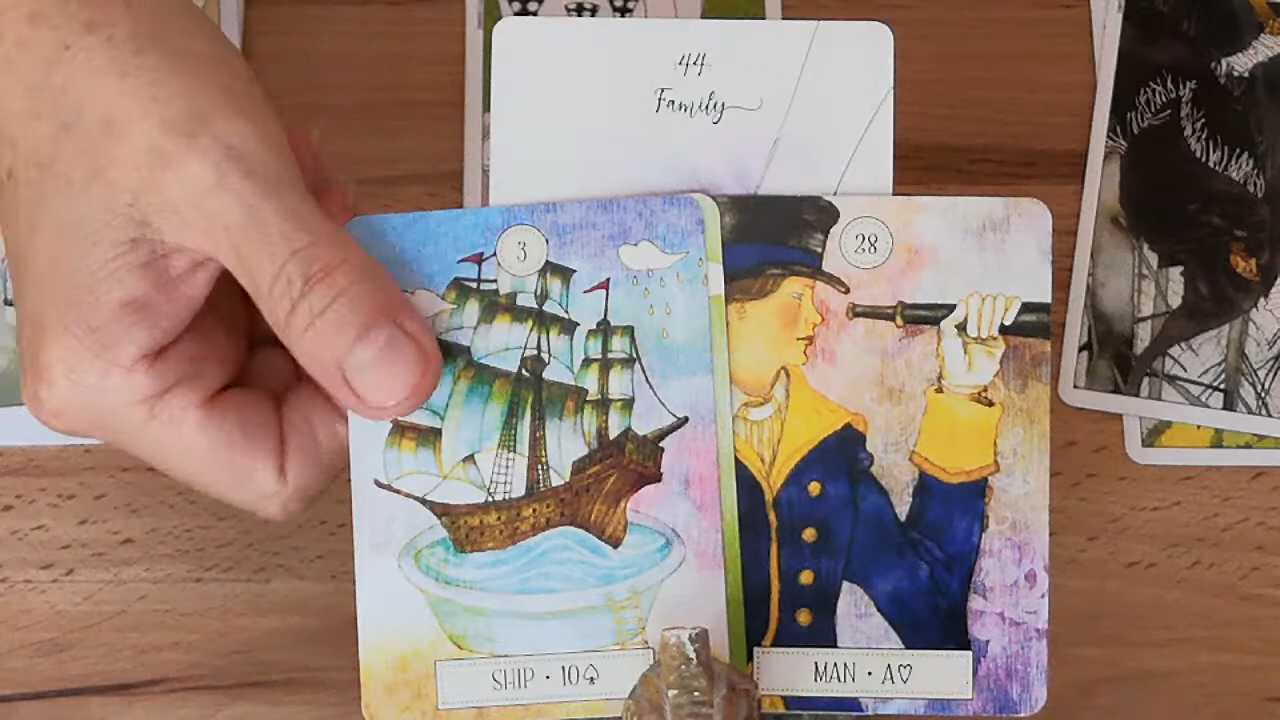 44
Family
3
28
SHIP • 10♤
MAN • A♡